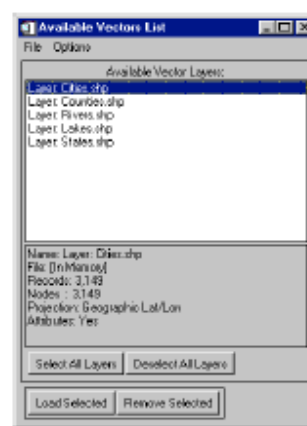 Available Vectors List
File Options
Available Vector Layers:
Layer: Cities.shp
Layer: Counties.shp
Layer: Rivers.shp
Layer: Lakes.shp
Layer: States.shp
Name: Layer: Cities.shp
File: [In Memory]
Records: 3,149
Nodes : 3,149
Projection: Geographic Lat/Lon
Attributes: Yes
Select All Layers Deselect All Layers
Load Selected Remove Selected